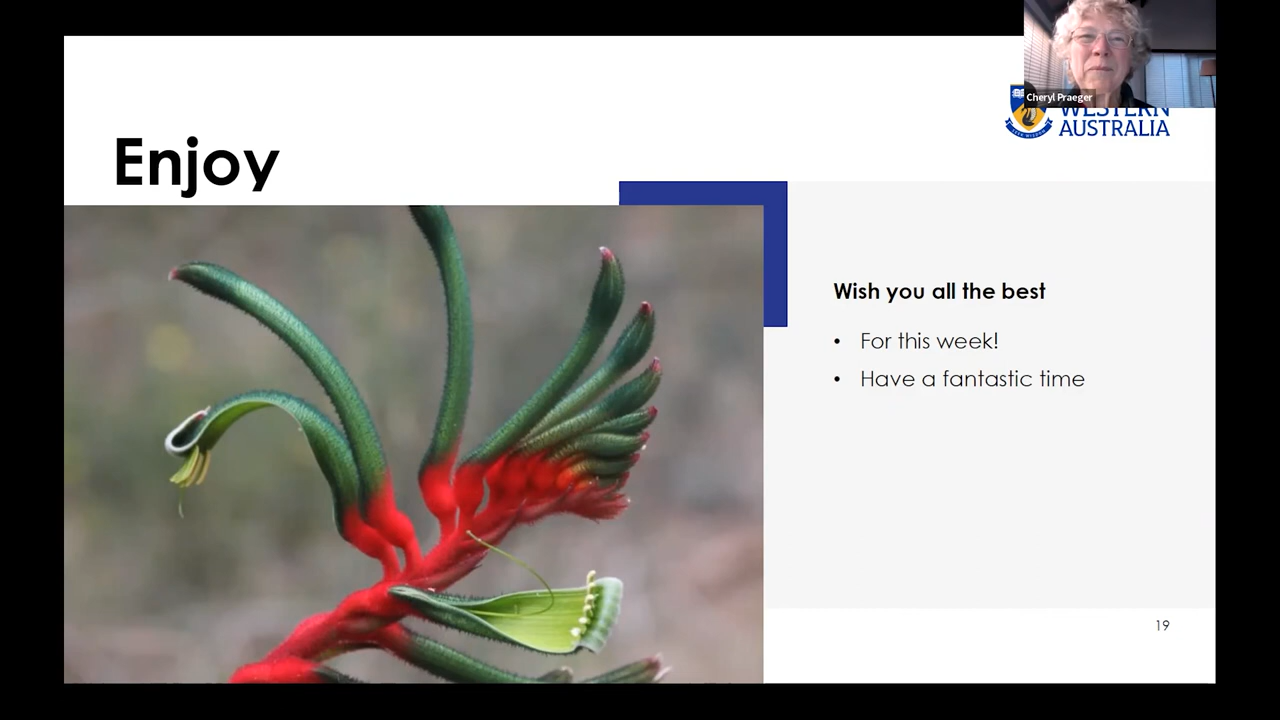 Cheryl Praeger
WESTERN
AUSTRALIA
Enjoy
Wish you all the best
• For this week!
• Have a fantastic time
19